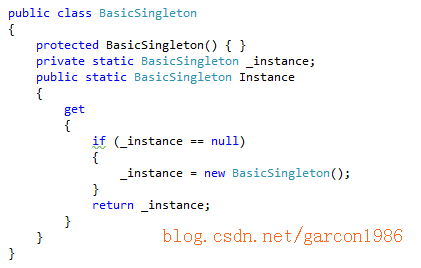 public class BasicSingleton
{
    protected BasicSingleton() { }
    private static BasicSingleton _instance;
    public static BasicSingleton Instance
    {
        get
        {
            if (_instance == null)
            {
                _instance = new BasicSingleton();
            }
            return _instance;
        }
    }
}
blog.csdn.net/garcon1986